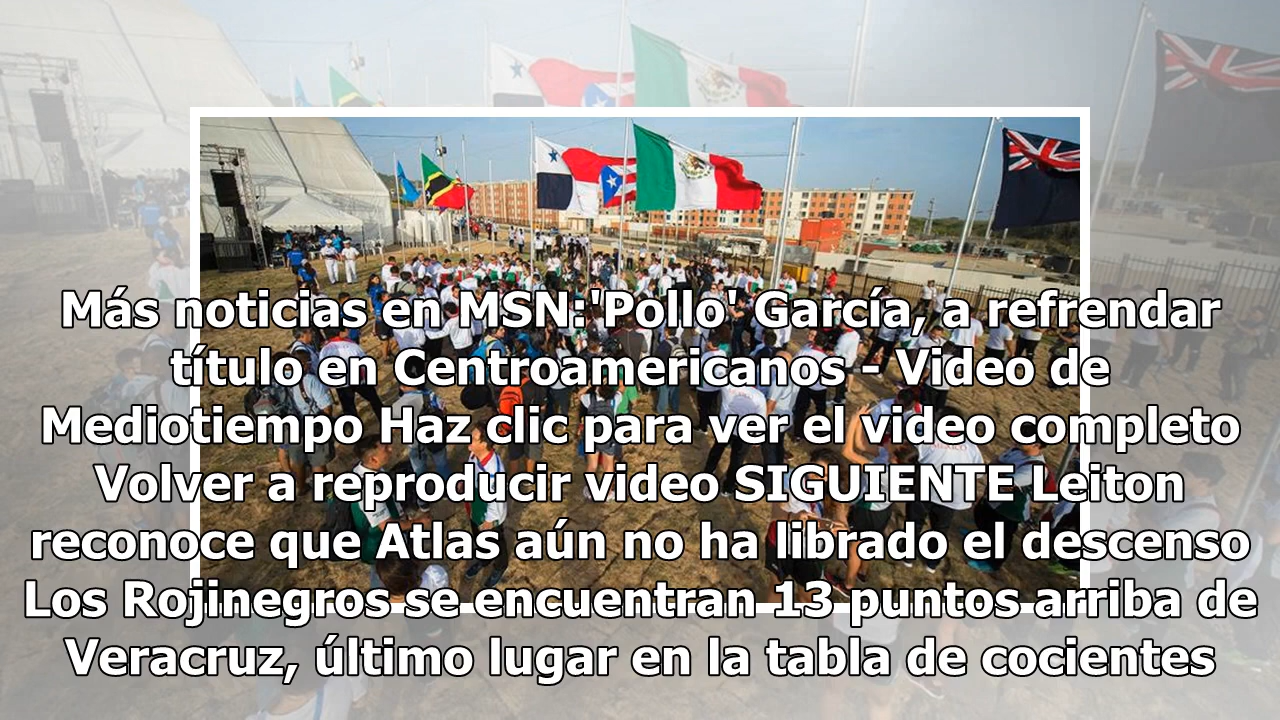 Más noticias en MSN:'Pollo' García, a refrendar
título en Centroamericanos - Video de
Mediotiempo Haz clic para ver el video completo
Volver a reproducir video SIGUIENTE Leiton
reconoce que Atlas aún no ha librado el descenso
Los Rojinegros se encuentran 13 puntos arriba de
Veracruz, último lugar en la tabla de cocientes